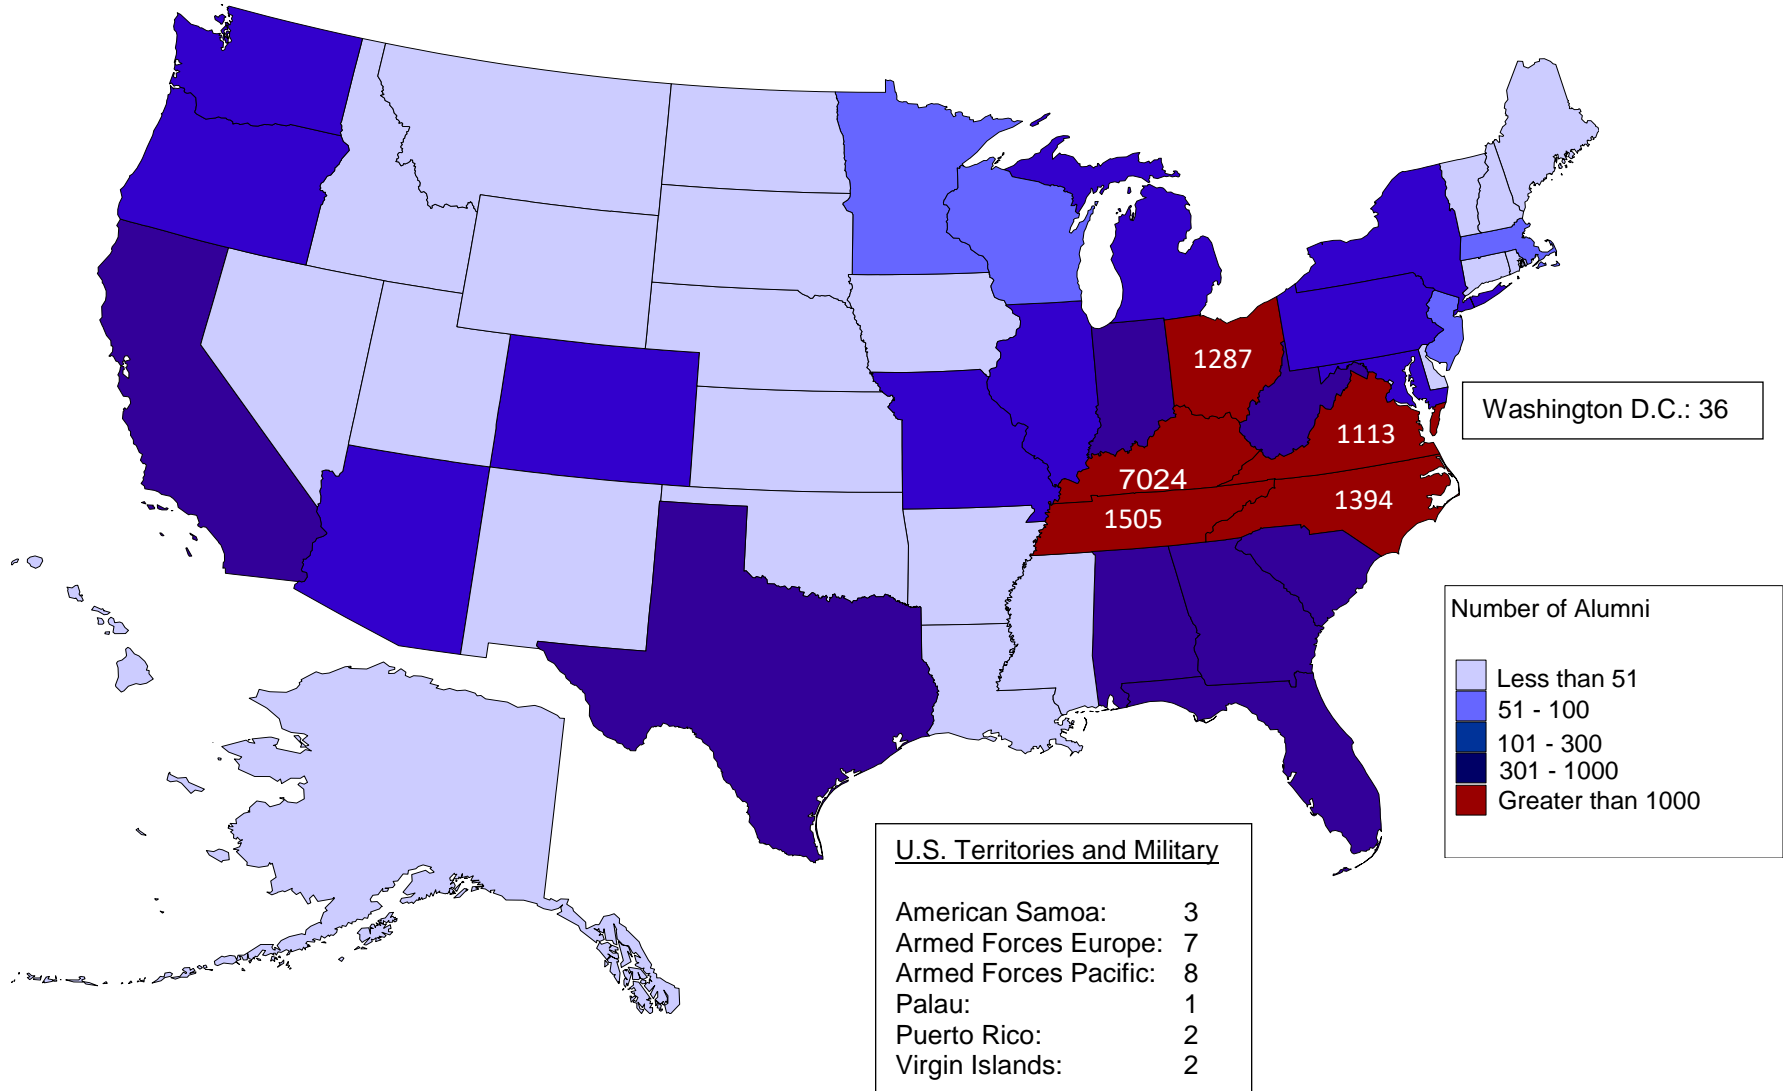 1287
Washington D.C.: 36
1113
7024
1394
1505
Number of Alumni
Less than 51
51 - 100
101 - 300
301 - 1000
Greater than 1000
U.S. Territories and Military
American Samoa: 3
Armed Forces Europe: 7
Armed Forces Pacific: 8
Palau: 1
Puerto Rico: 2
Virgin Islands: 2